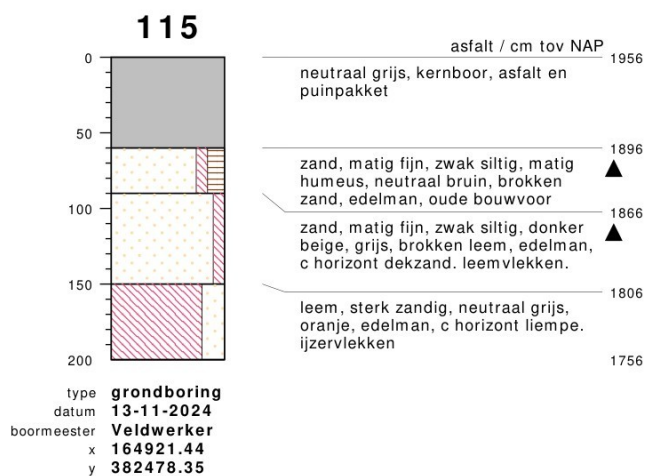 115
asfalt / cm tov NAP
0
1956
neutraal grijs, kernboor, asfalt en
puinpakket
50
1896
zand, matig fijn, zwak siltig, matig
humeus, neutraal bruin, brokken
zand, edelman, oude bouwvoor
100
1866
zand, matig fijn, zwak siltig, donker
beige, grijs, brokken leem, edelman,
c horizont dekzand. leemvlekken.
150
1806
leem, sterk zandig, neutraal grijs,
oranje, edelman, c horizont liempe.
ijzervlekken
200
1756
type grondboring
datum 13-11-2024
boormeester Veldwerker
x 164921.44
y 382478.35